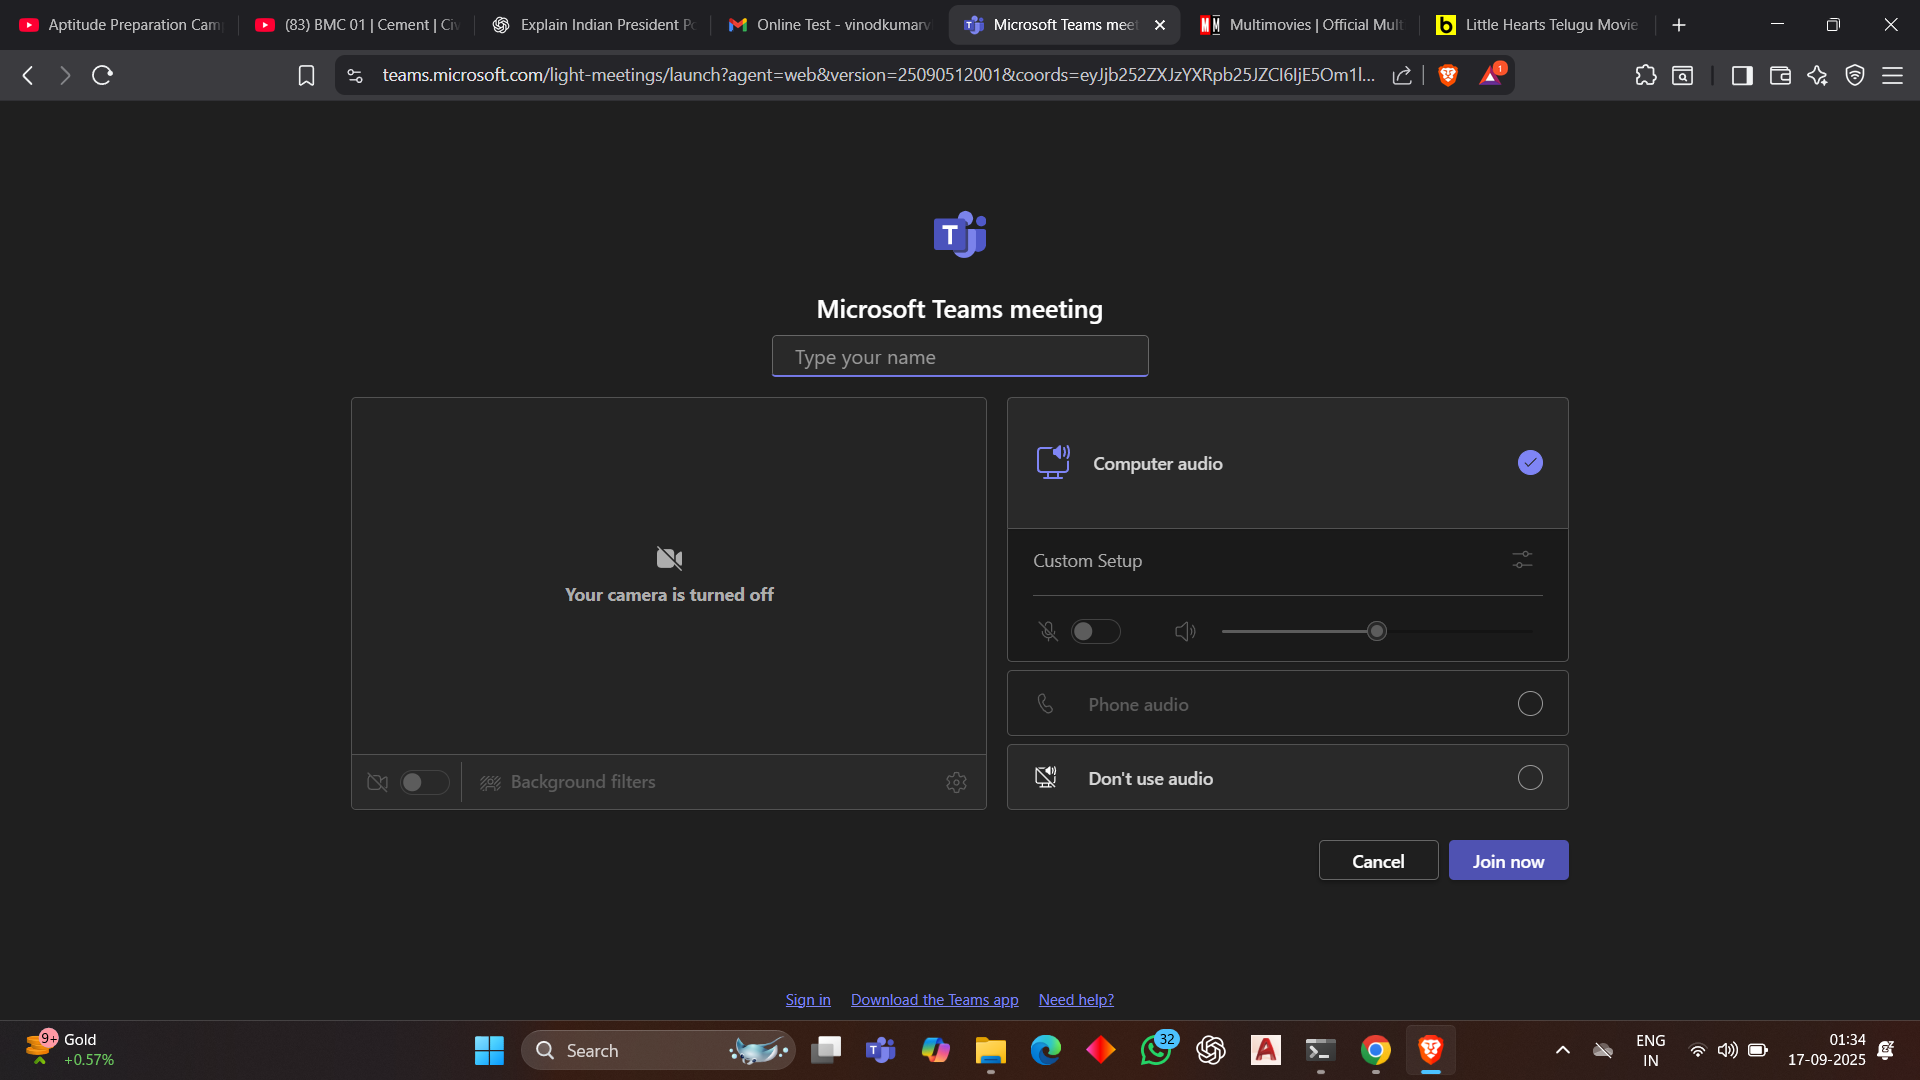 Aptitude Preparation Cam
(83) BMC 01 | Cement | Civ
Explain Indian President Po
Online Test - vinodkumarv
Microsoft Teams meet
Multimovies | Official Mult
Little Hearts Telugu Movie
teams.microsoft.com/light-meetings/launch?agent=web&version=25090512001&coords=eyJjb252ZXJzYXRpb25JZCI6IjE5Om1l...
1
T
Microsoft Teams meeting
Type your name
Computer audio
Your camera is turned off
Custom Setup
Phone audio
Background filters
Don't use audio
Cancel
Join now
Sign in
Download the Teams app
Need help?
9+
Gold
+0.57%
Search
32
ENG
IN
01:34
17-09-2025